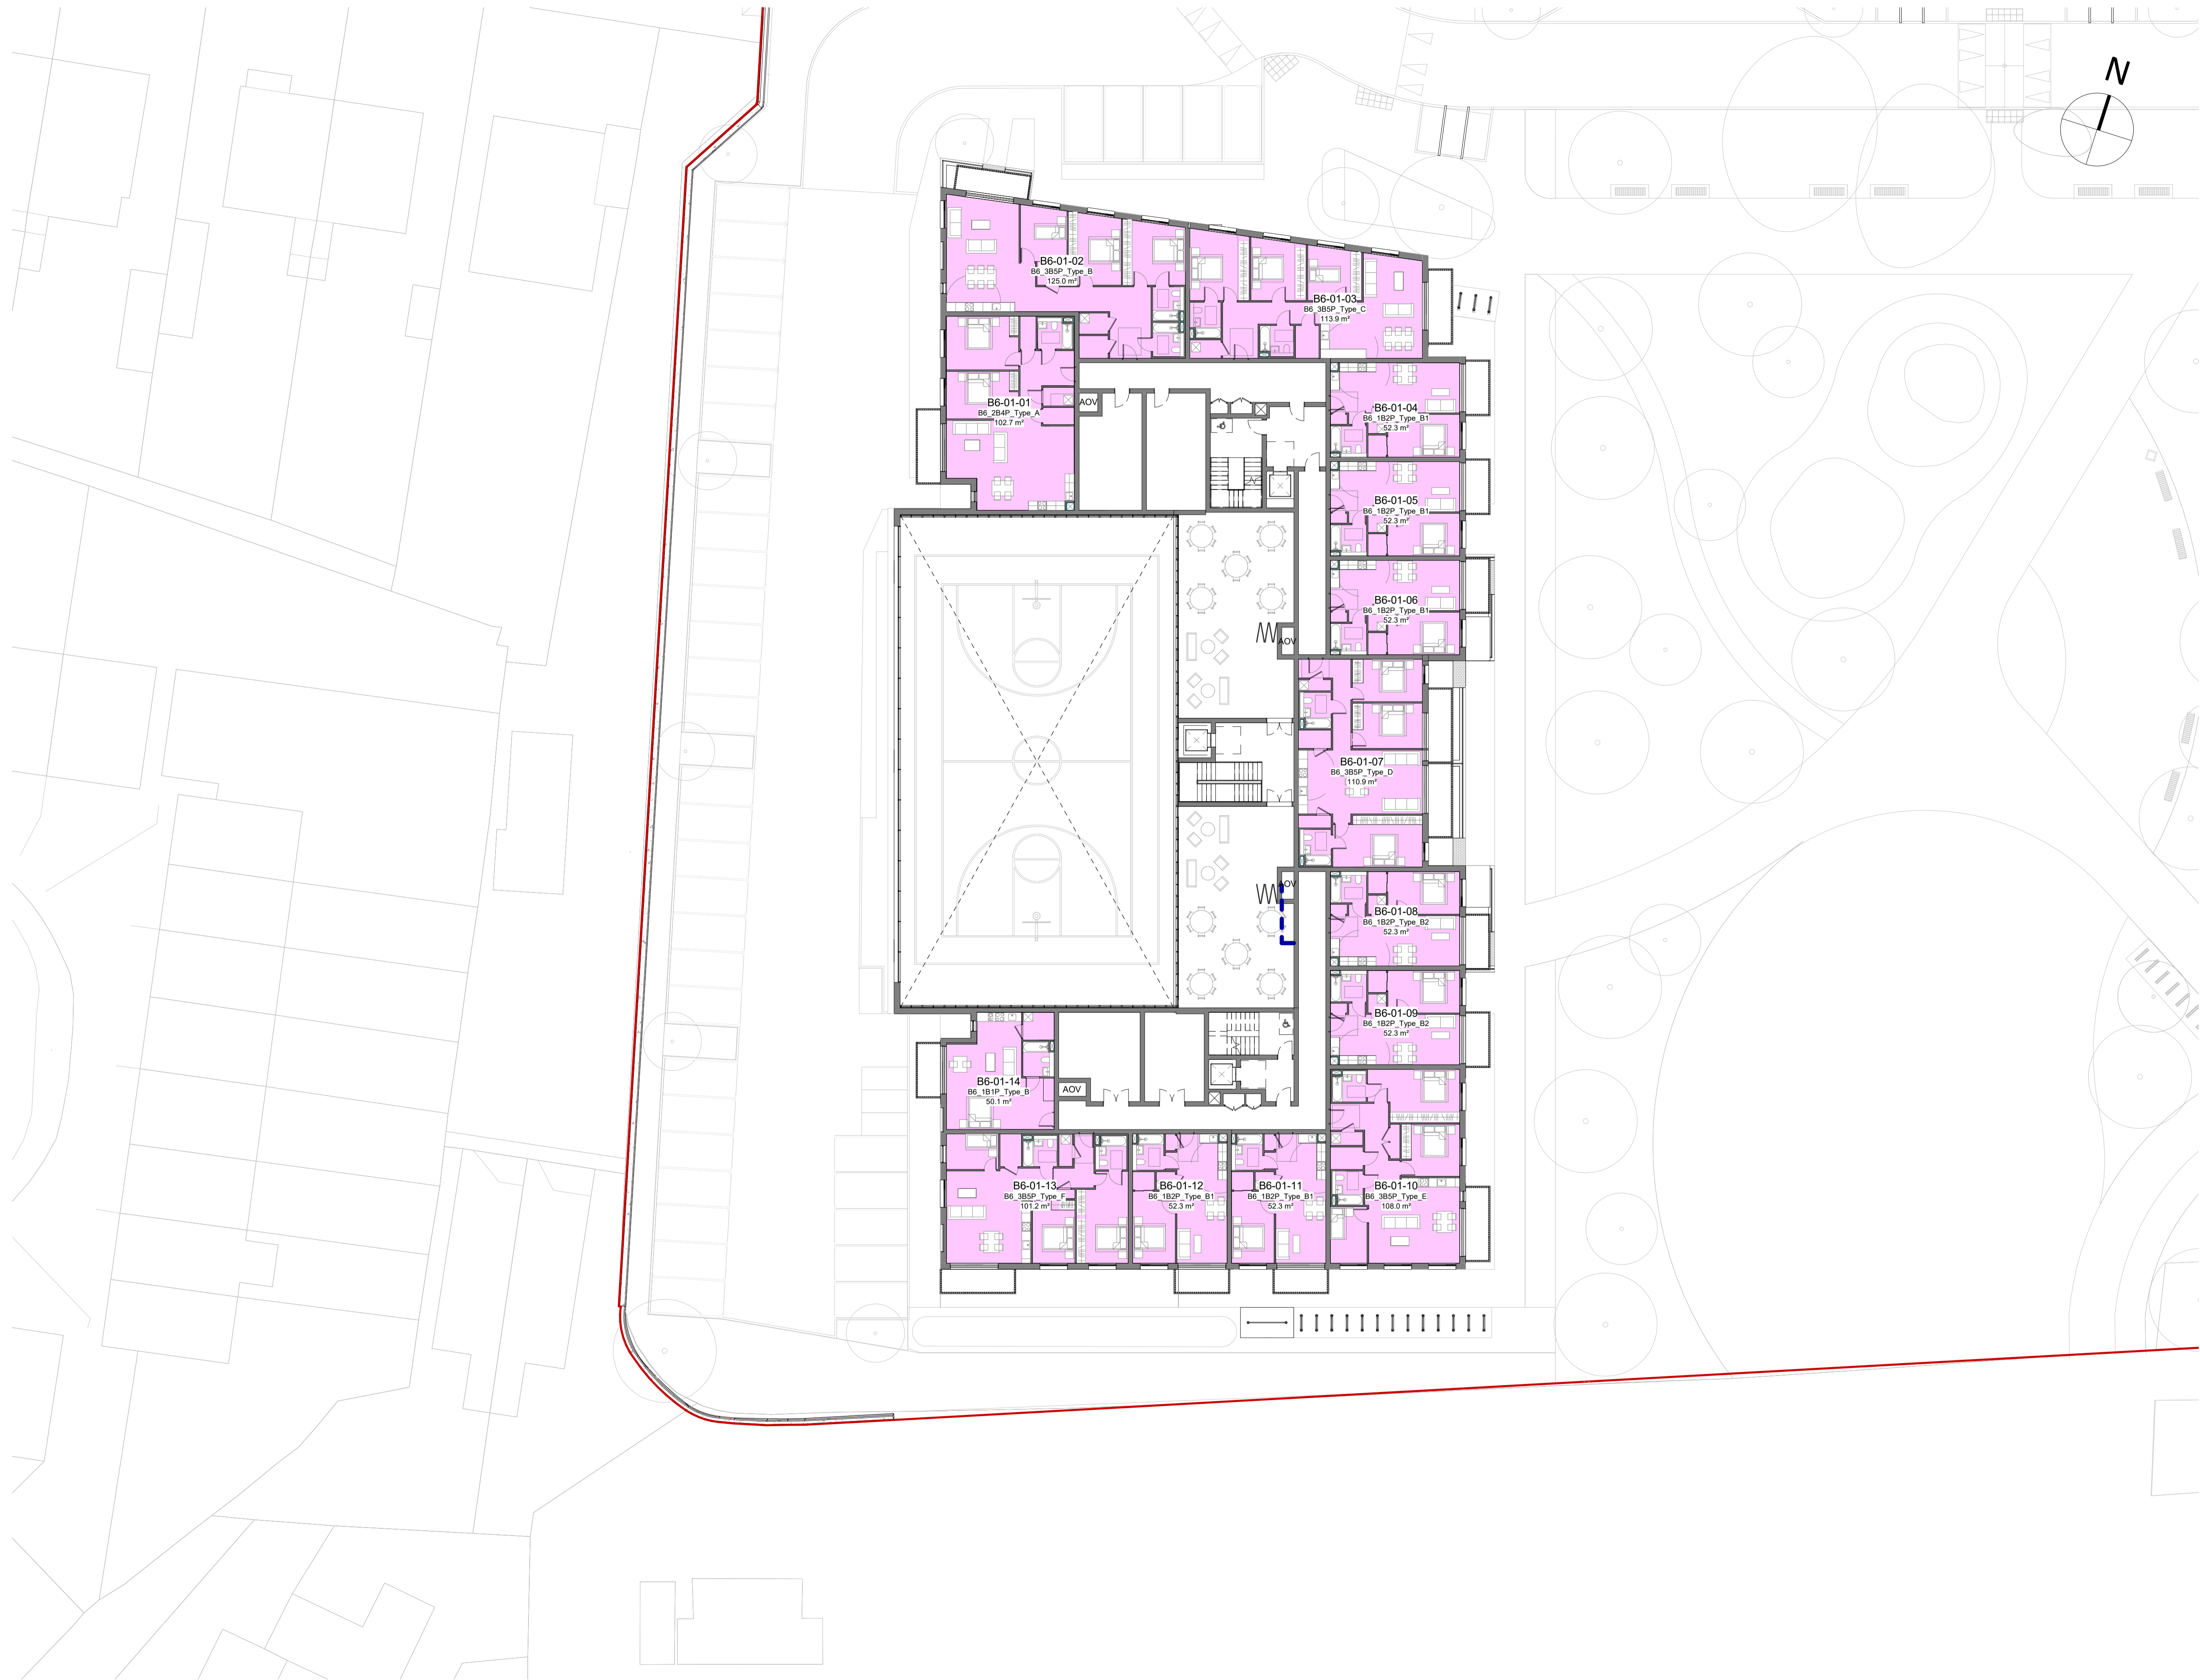 N
B6-01-02
B6_3B5P_Type_B
125.0 m²
B6-01-03
B6_3B5P_Type_C
113.9 m²
B6-01-01
B6_2B4P_Type_A
102.7 m²
AOV
B6-01-04
B6_1B2P_Type_B1
52.3 m²
B6-01-05
B6_1B2P_Type_B1
52.3 m²
B6-01-06
B6_1B2P_Type_B1
52.3 m²
AOV
B6-01-07
B6_3B5P_Type_D
110.9 m²
AOV
B6-01-08
B6_1B2P_Type_B2
52.3 m²
B6-01-09
B6_1B2P_Type_B2
52.3 m²
B6-01-14
B6_1B1P_Type_B
50.1 m²
AOV
B6-01-13
B6_3B5P_Type_F
101.2 m²
B6-01-12
B6_1B2P_Type_B1
52.3 m²
B6-01-11
B6_1B2P_Type_B1
52.3 m²
B6-01-10
B6_3B5P_Type_E
108.0 m²